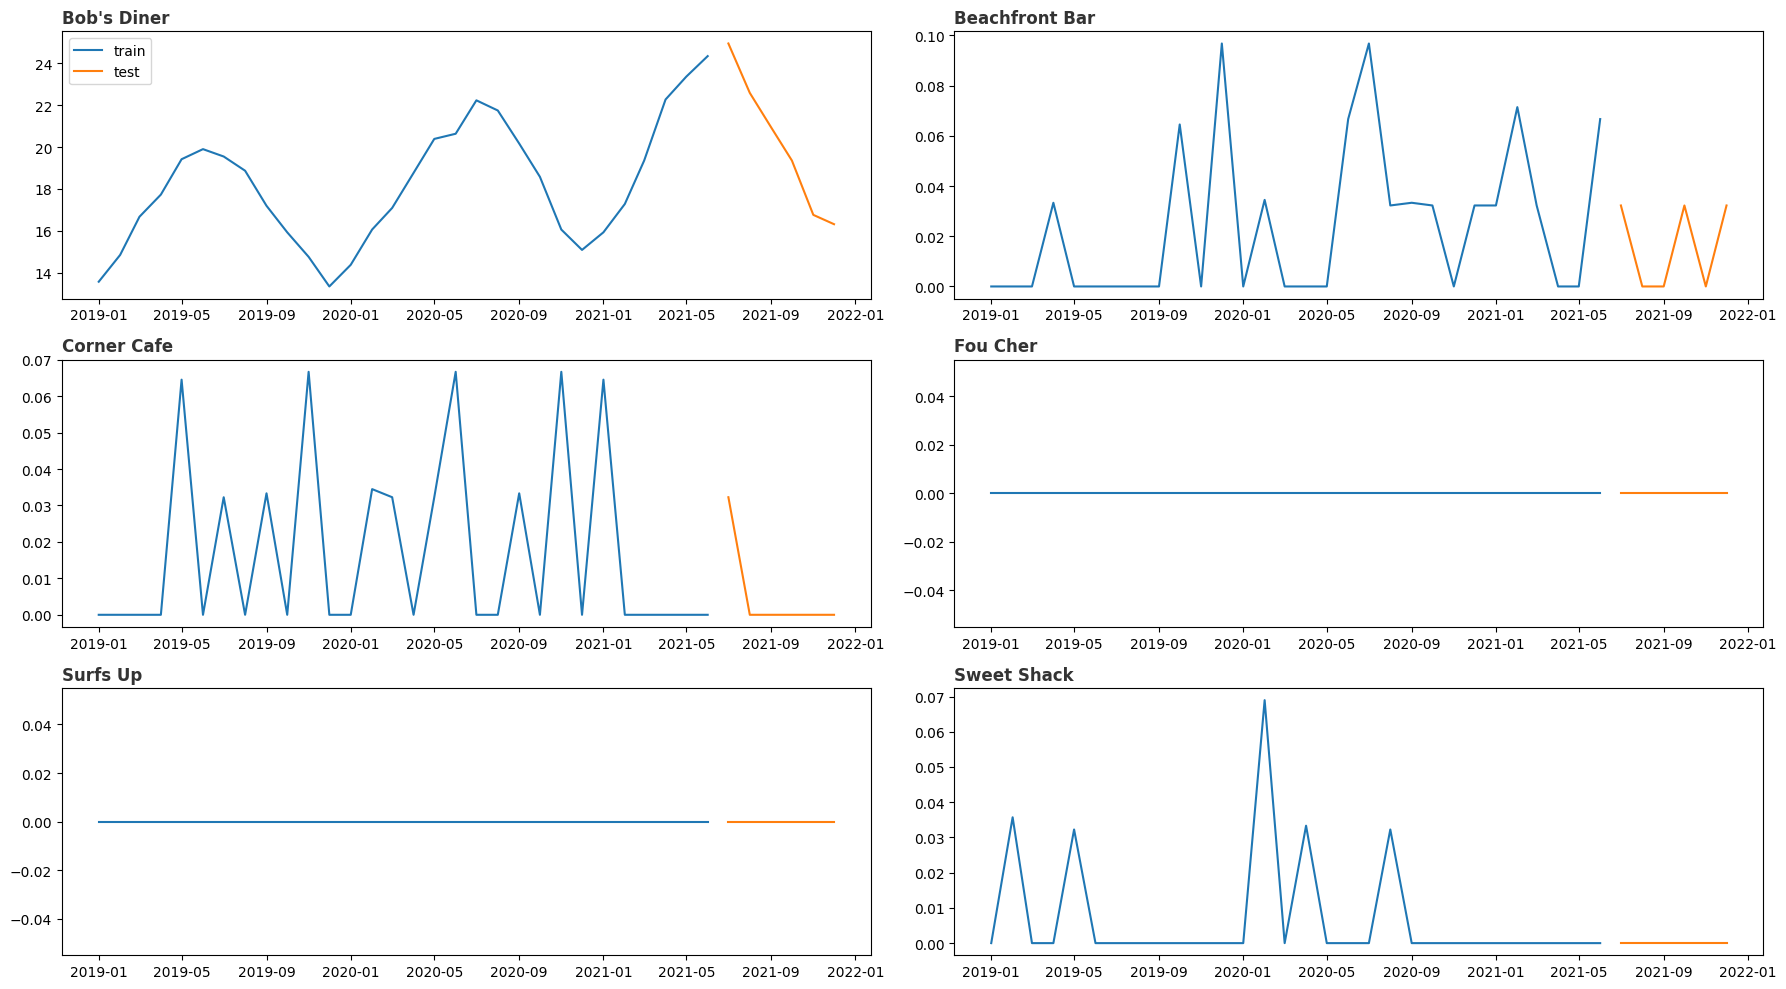 Bob's Diner
train
test
24
22
20
18
16
14
2019-01 2019-05 2019-09 2020-01 2020-05 2020-09 2021-01 2021-05 2021-09 2022-01
Beachfront Bar
0.10
0.08
0.06
0.04
0.02
0.00
2019-01 2019-05 2019-09 2020-01 2020-05 2020-09 2021-01 2021-05 2021-09 2022-01
Corner Cafe
0.07
0.06
0.05
0.04
0.03
0.02
0.01
0.00
2019-01 2019-05 2019-09 2020-01 2020-05 2020-09 2021-01 2021-05 2021-09 2022-01
Fou Cher
0.04
0.02
0.00
−0.02
−0.04
2019-01 2019-05 2019-09 2020-01 2020-05 2020-09 2021-01 2021-05 2021-09 2022-01
Surfs Up
0.04
0.02
0.00
−0.02
−0.04
2019-01 2019-05 2019-09 2020-01 2020-05 2020-09 2021-01 2021-05 2021-09 2022-01
Sweet Shack
0.07
0.06
0.05
0.04
0.03
0.02
0.01
0.00
2019-01 2019-05 2019-09 2020-01 2020-05 2020-09 2021-01 2021-05 2021-09 2022-01